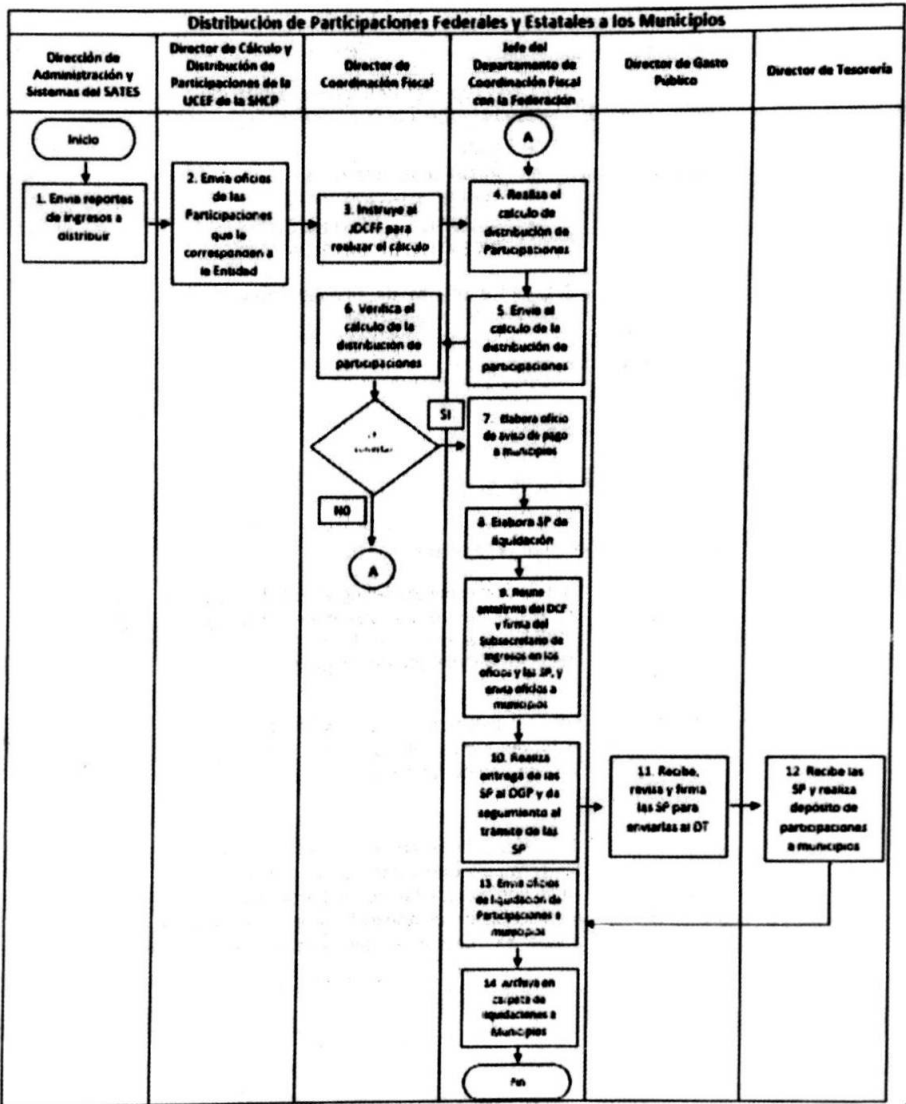 Distribución de Participaciones Federales y Estatales a los Municipios
Dirección de
Administración y
Sistemas del SATES
Director de Cálculo y
Distribución de
Participaciones de la
UCEF de la SHCP
Director de
Coordinación Fiscal
Jefe del
Departamento de
Coordinación Fiscal
con la Federación
Director de Gasto
Público
Director de Tesorería
Inicio
A
1. Envia reportes
de ingresos a
distribuir
2. Envia oficios
de las
Participaciones
que le
corresponden a
la Entidad
3. Instruye al
JDCFF para
realizar el cálculo
4. Realiza el
calculo de
distribución de
Participaciones
6. Verifica el
cálculo de la
distribución de
participaciones
5. Envia el
calculo de la
distribución de
participaciones
SI
7. Elabora oficio
de aviso de pago
a municipios
NO
A
8. Elabora SP de
liquidación
9. Reune
antefirma del DCF
y firma del
Subsecretario de
Ingresos en los
oficios y las SP, y
envia oficios a
municipios
10. Realiza
entrega de las
SP al DGP y da
seguimiento al
trámite de las
SP
11. Recibe,
revisa y firma
las SP para
enviarlas al DT
12. Recibe las
SP y realiza
depósito de
participaciones
a municipios
13. Envia oficios
de liquidación de
Participaciones a
municipios
14. Archiva en
carpeta de
liquidaciones a
Municipios
Fin